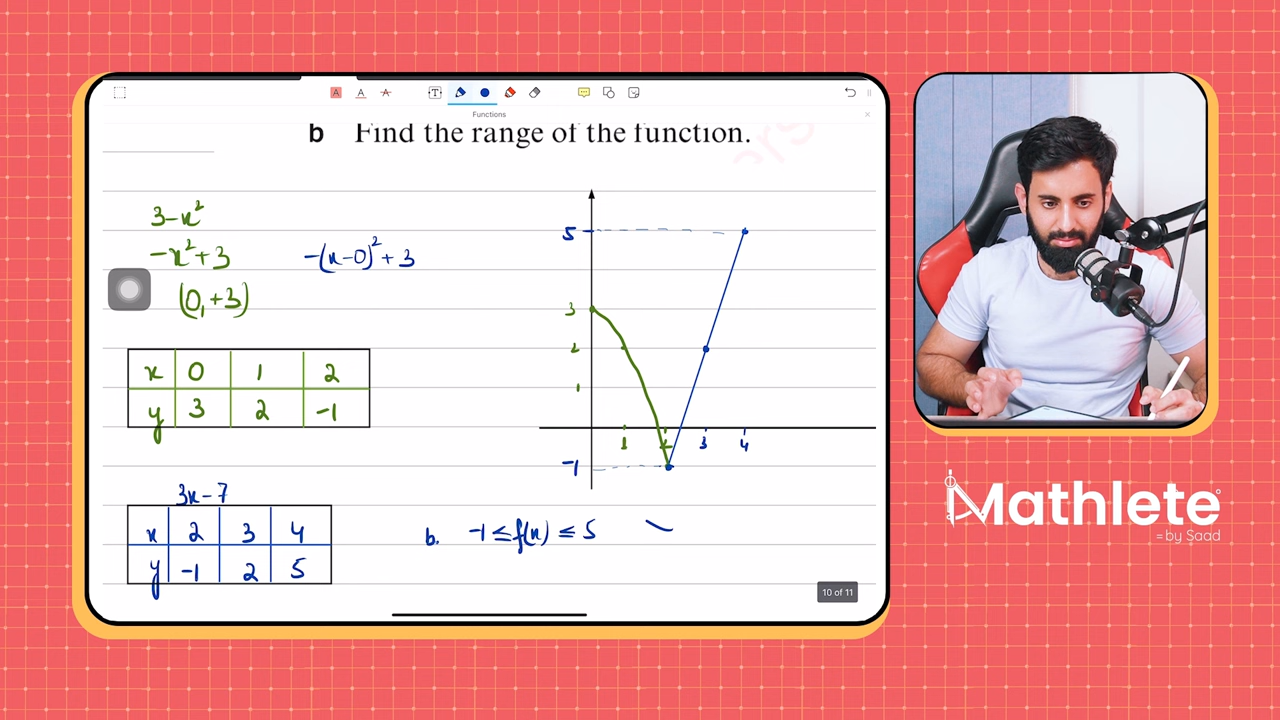 Functions
b Find the range of the function.
3-x²
-x²+3
-(x-0)²+3
(0,+3)
x 0 1 2
y 3 2 -1
3x-7
x 2 3 4
y -1 2 5
5
3
2
1
1 2 3 4
-1
b. -1≤f(x)≤5
10 of 11
Mathlete
=by Saad